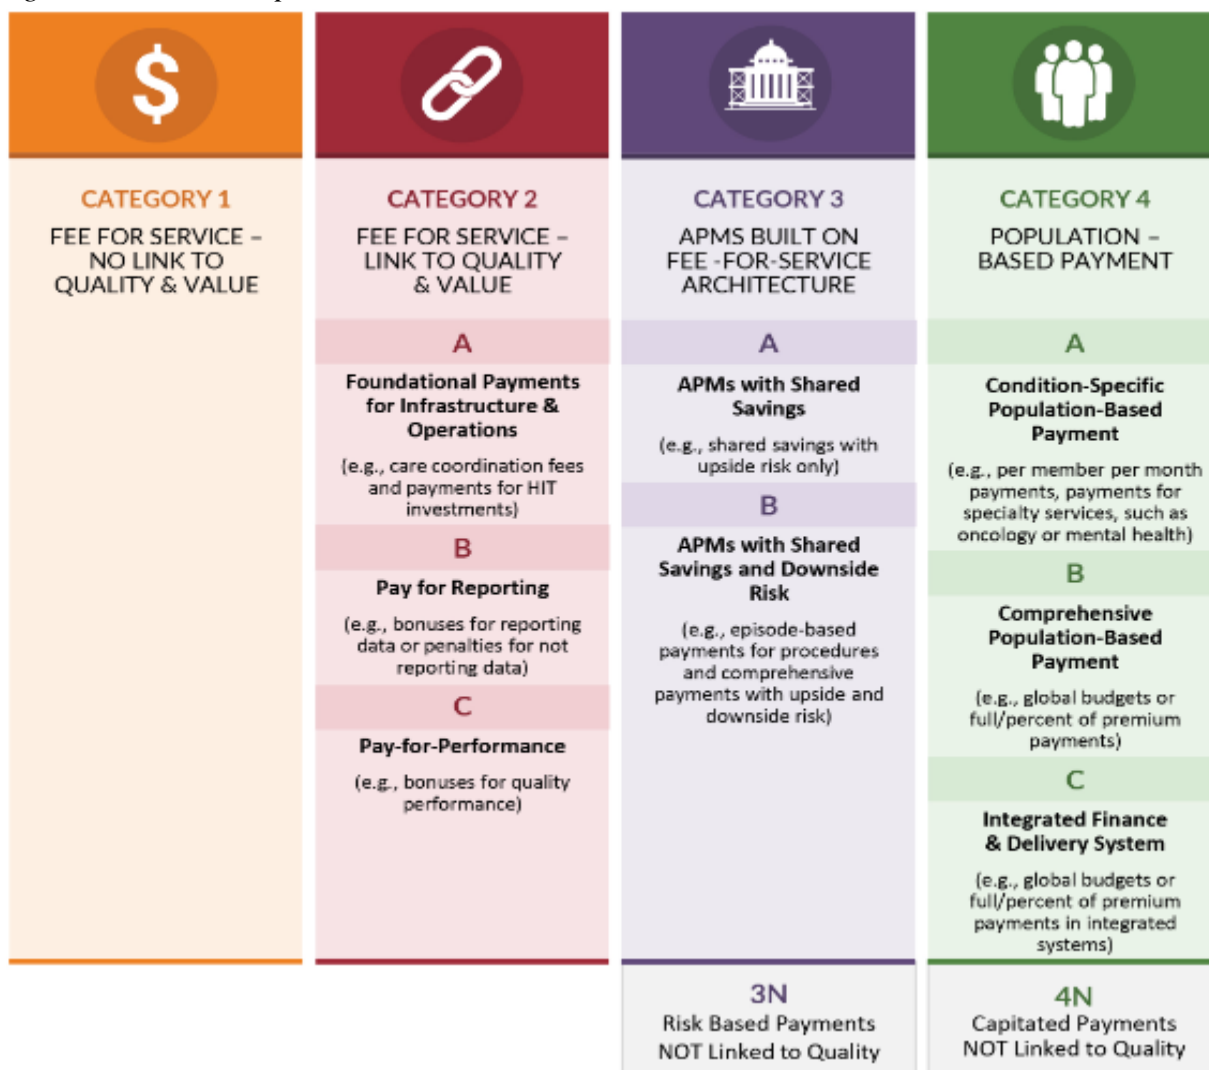 $
CATEGORY 1
FEE FOR SERVICE –
NO LINK TO
QUALITY & VALUE
CATEGORY 2
FEE FOR SERVICE –
LINK TO QUALITY
& VALUE
A
Foundational Payments
for Infrastructure &
Operations
(e.g., care coordination fees
and payments for HIT
investments)
B
Pay for Reporting
(e.g., bonuses for reporting
data or penalties for not
reporting data)
C
Pay-for-Performance
(e.g., bonuses for quality
performance)
CATEGORY 3
APMS BUILT ON
FEE -FOR-SERVICE
ARCHITECTURE
A
APMs with Shared
Savings
(e.g., shared savings with
upside risk only)
B
APMs with Shared
Savings and Downside
Risk
(e.g., episode-based
payments for procedures
and comprehensive
payments with upside and
downside risk)
3N
Risk Based Payments
NOT Linked to Quality
CATEGORY 4
POPULATION –
BASED PAYMENT
A
Condition-Specific
Population-Based
Payment
(e.g., per member per month
payments, payments for
specialty services, such as
oncology or mental health)
B
Comprehensive
Population-Based
Payment
(e.g., global budgets or
full/percent of premium
payments)
C
Integrated Finance
& Delivery System
(e.g., global budgets or
full/percent of premium
payments in integrated
systems)
4N
Capitated Payments
NOT Linked to Quality